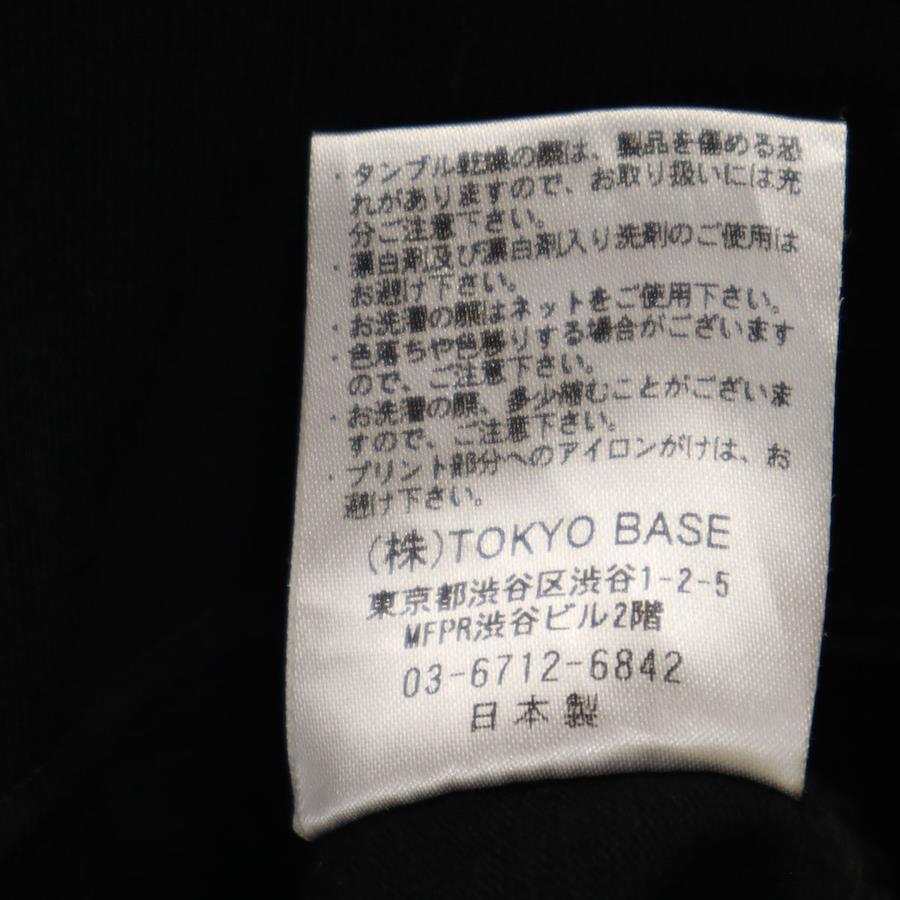 ・タンブル乾燥の際は、製品を傷める恐
れがありますので、お取り扱いには充
分ご注意下さい。
・漂白剤及び漂白剤入り洗剤のご使用は
お避け下さい。
・お洗濯の際はネットをご使用下さい。
・色落ちや色移りする場合がございます
ので、ご注意下さい。
・お洗濯の際、多少縮むことがございま
すので、ご注意下さい。
・プリント部分へのアイロンがけは、お
避け下さい。
(株)TOKYO BASE
東京都渋谷区渋谷1-2-5
MFPR渋谷ビル2階
03-6712-6842
日本製